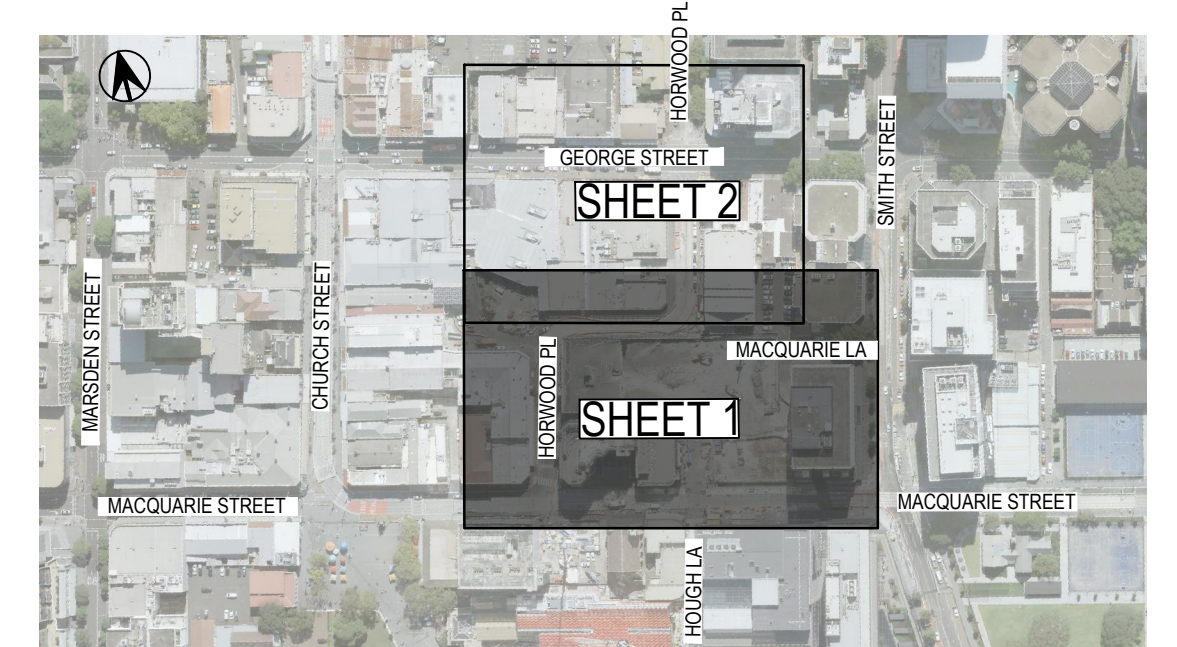 HORWOOD PL
GEORGE STREET
SMITH STREET
SHEET 2
MARSDEN STREET
CHURCH STREET
HORWOOD PL
MACQUARIE LA
SHEET 1
MACQUARIE STREET
MACQUARIE STREET
HOUGH LA